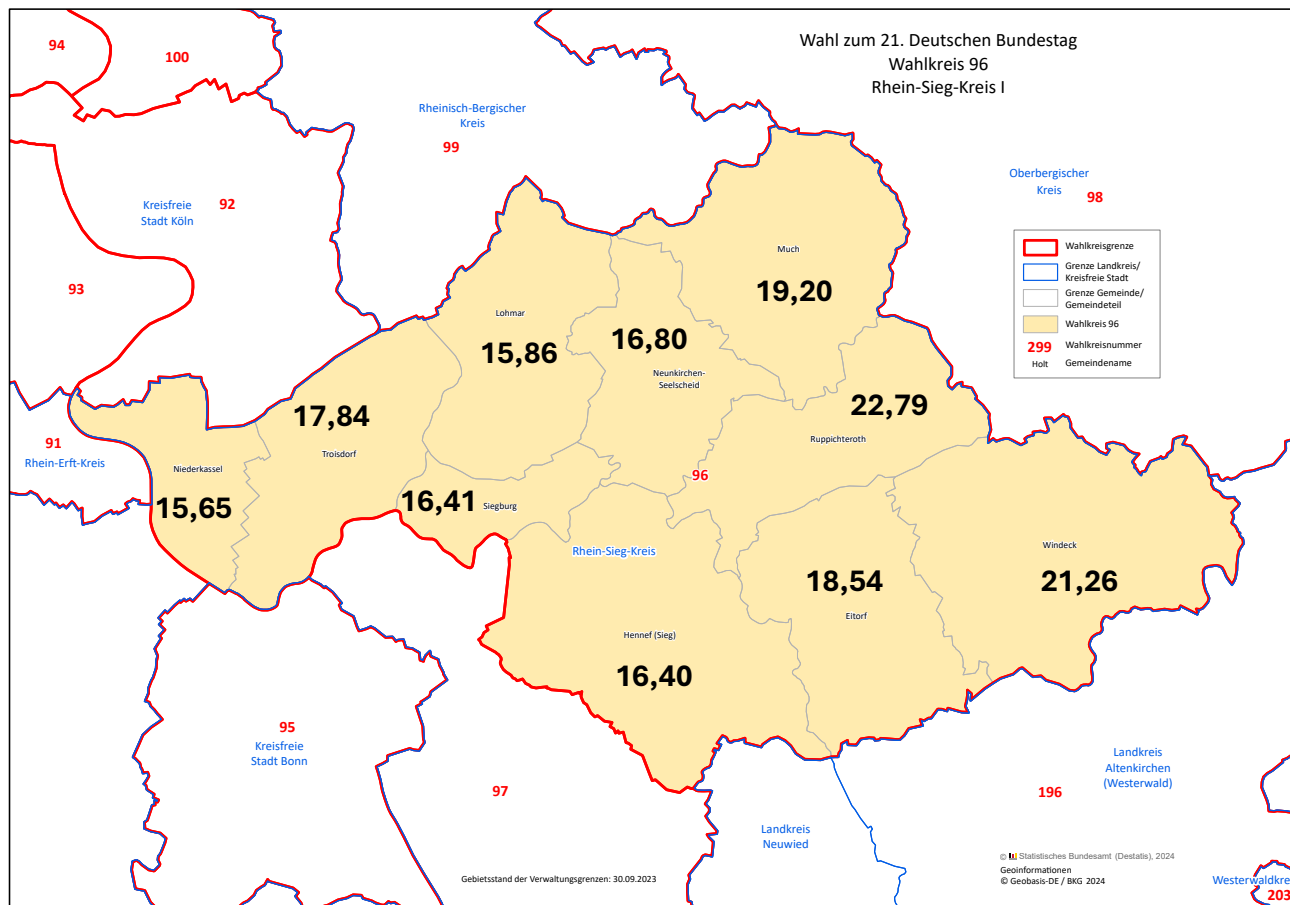 Wahl zum 21. Deutschen Bundestag
Wahlkreis 96
Rhein-Sieg-Kreis I
94
100
Rheinisch-Bergischer
Kreis
99
Oberbergischer
Kreis
98
Kreisfreie
Stadt Köln
92
93
Wahlkreisgrenze
Grenze Landkreis/
Kreisfreie Stadt
Grenze Gemeinde/
Gemeindeteil
Wahlkreis 96
299
Wahlkreisnummer
Holt
Gemeindename
Much
19,20
Lohmar
15,86
16,80
Neunkirchen-
Seelscheid
17,84
Troisdorf
22,79
Ruppichteroth
91
Rhein-Erft-Kreis
Niederkassel
15,65
16,41
Siegburg
96
Rhein-Sieg-Kreis
Windeck
21,26
18,54
Eitorf
Hennef (Sieg)
16,40
95
Kreisfreie
Stadt Bonn
97
Landkreis
Altenkirchen
(Westerwald)
196
Landkreis
Neuwied
Gebietsstand der Verwaltungsgrenzen: 30.09.2023
© Statistisches Bundesamt (Destatis), 2024
Geoinformationen
© Geobasis-DE / BKG 2024
Westerwaldkre
203